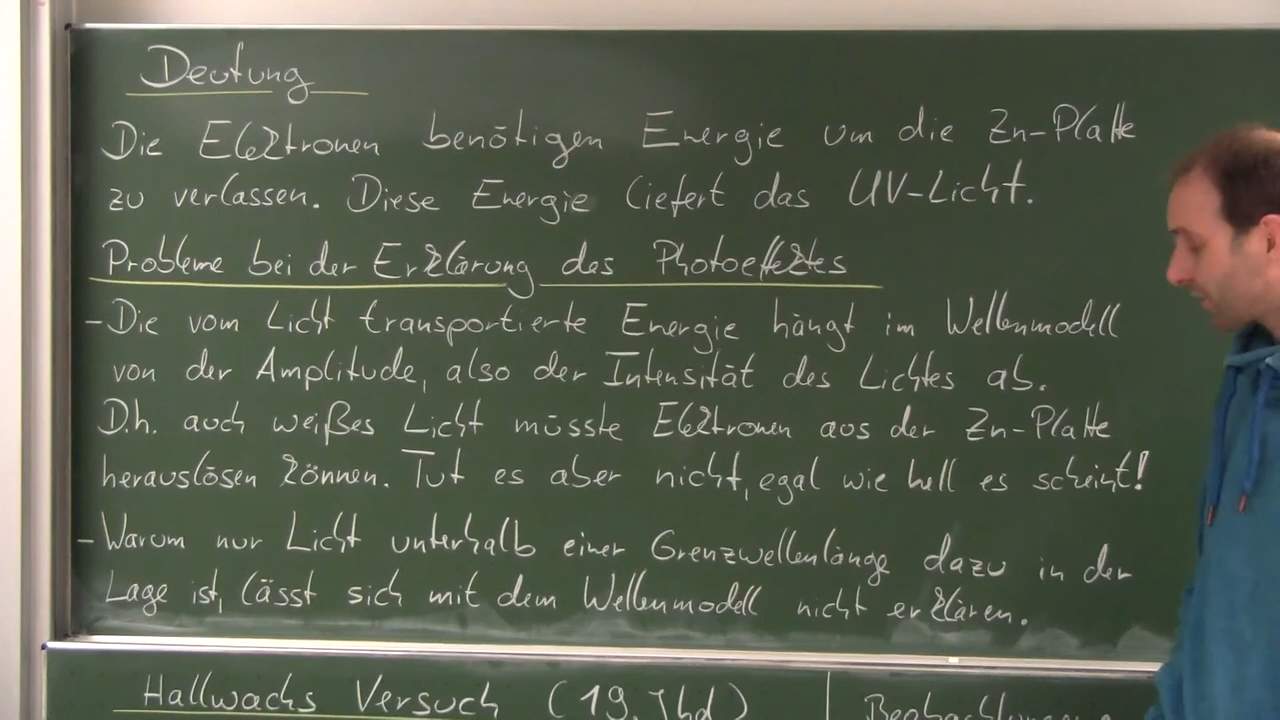 Deutung
Die Elektronen benötigen Energie um die Zn-Platte
zu verlassen. Diese Energie liefert das UV-Licht.
Probleme bei der Erklärung des Photoeffektes
- Die vom Licht transportierte Energie hängt im Wellenmodell
von der Amplitude, also der Intensität des Lichtes ab.
D.h. auch weißes Licht müsste Elektronen aus der Zn-Platte
herauslösen können. Tut es aber nicht, egal wie hell es scheint!
- Warum nur Licht unterhalb einer Grenzwellenlänge dazu in der
Lage ist, lässt sich mit dem Wellenmodell nicht erklären.
Hallwachs Versuch (19. Jhd)
Beobachtungen